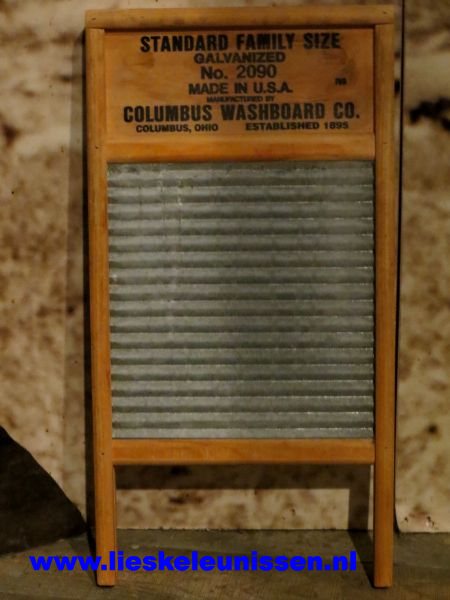 STANDARD FAMILY SIZE
GALVANIZED
No. 2090
MADE IN U.S.A.
MANUFACTURED BY
COLUMBUS WASHBOARD CO.
COLUMBUS, OHIO ESTABLISHED 1895
www.lieskeleunissen.nl